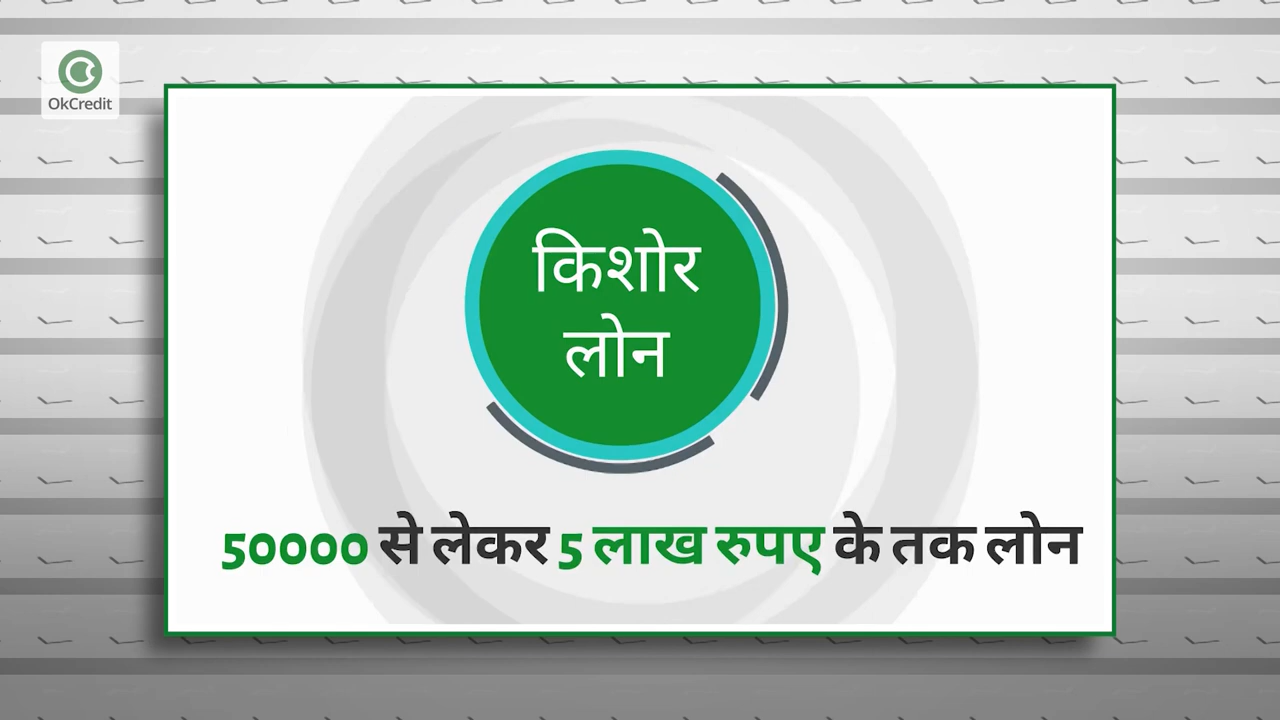 OkCredit
किशोर
लोन
50000 से लेकर 5 लाख रुपए के तक लोन